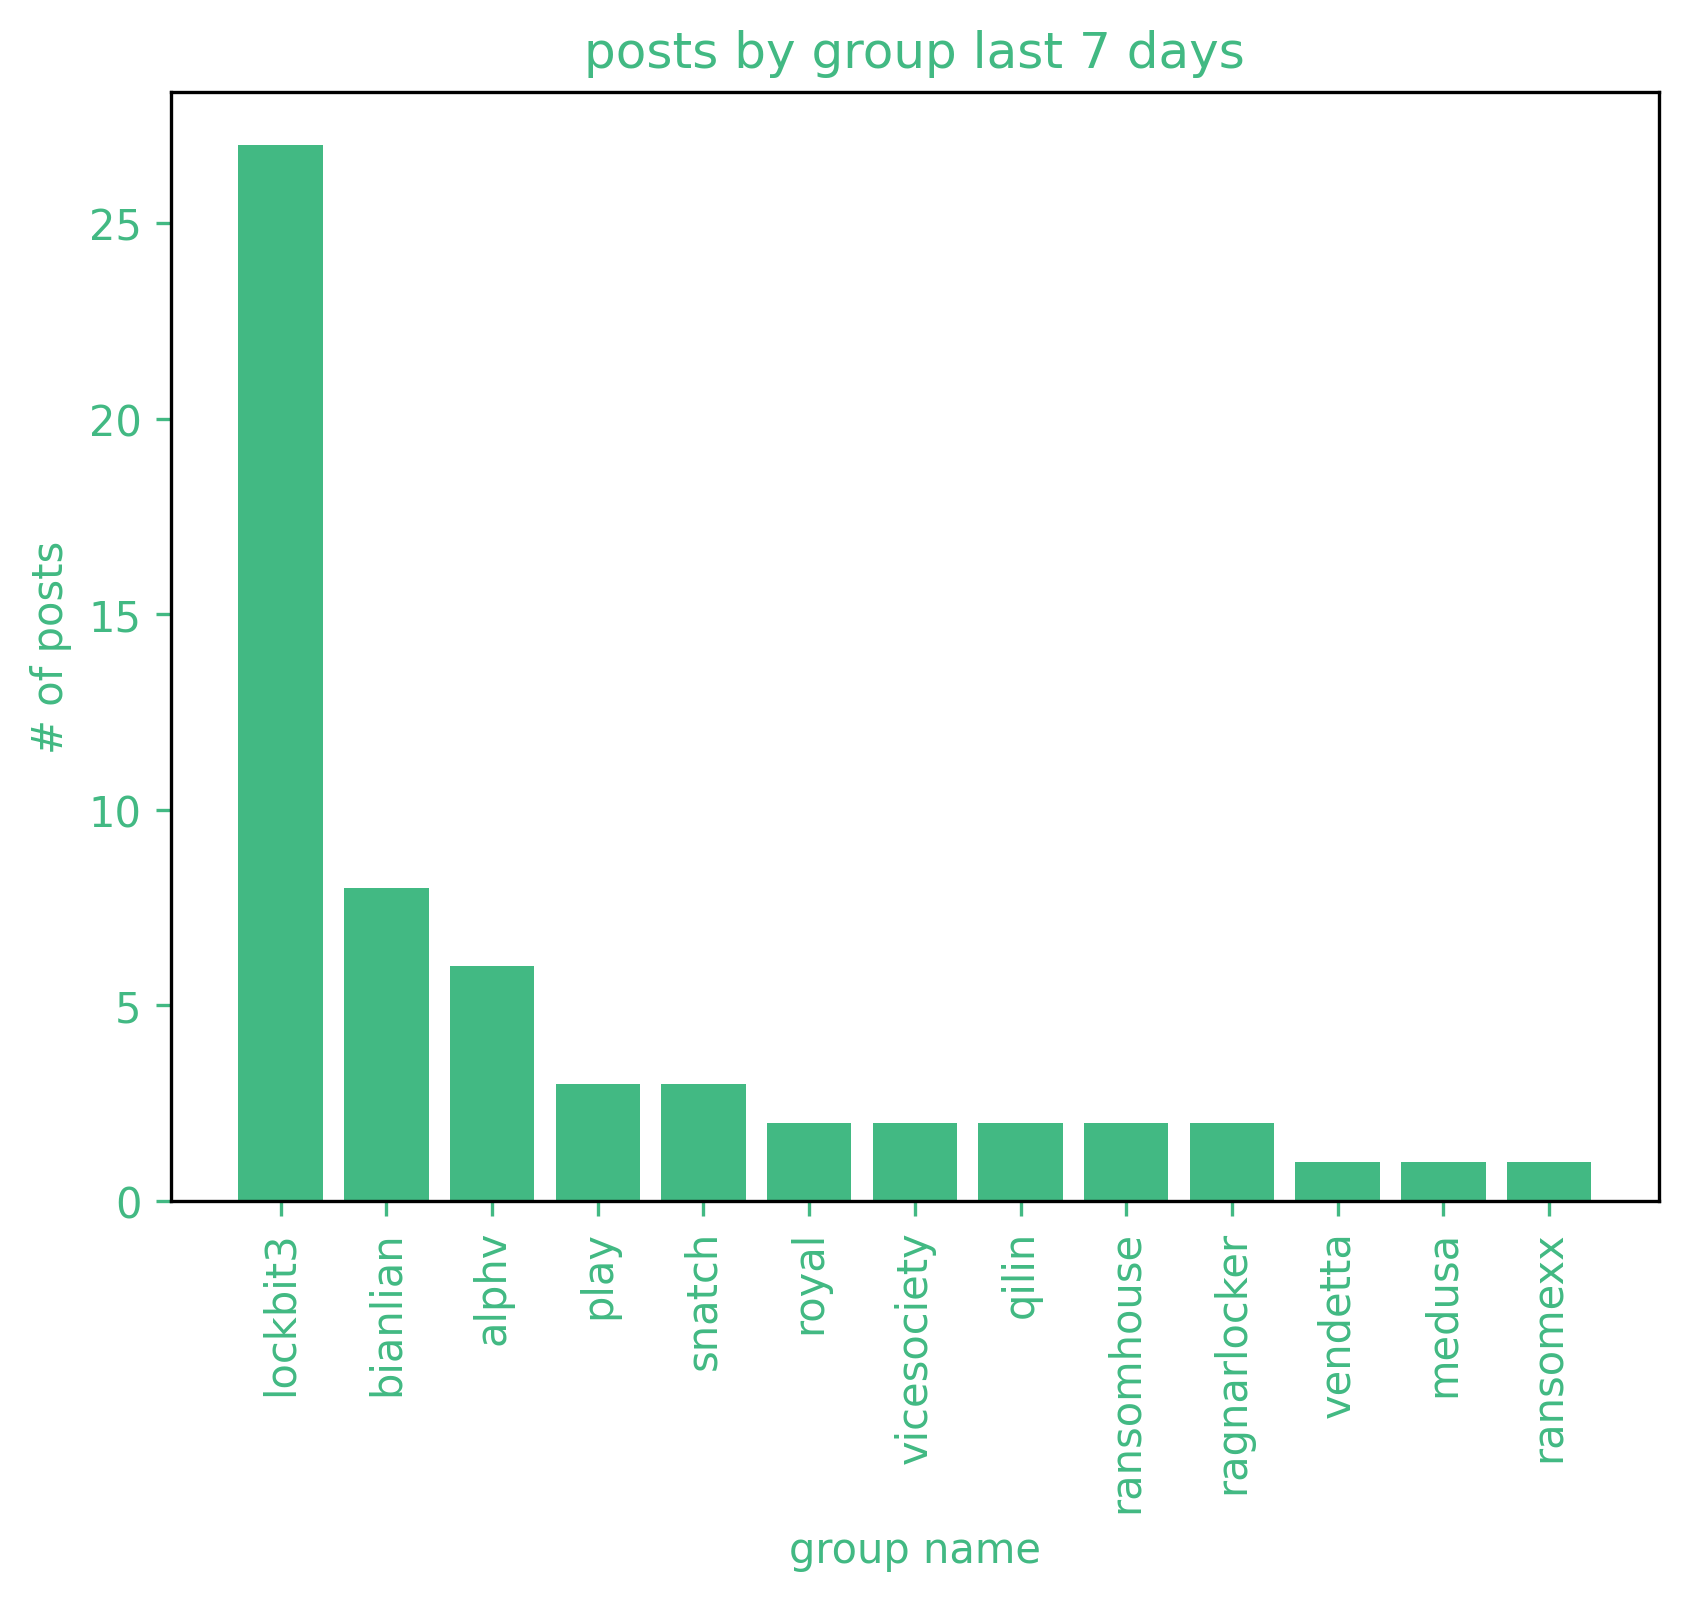 posts by group last 7 days
# of posts
25
20
15
10
5
0
lockbit3
bianlian
alphv
play
snatch
royal
vicesociety
qilin
ransomhouse
ragnarlocker
vendetta
medusa
ransomexx
group name